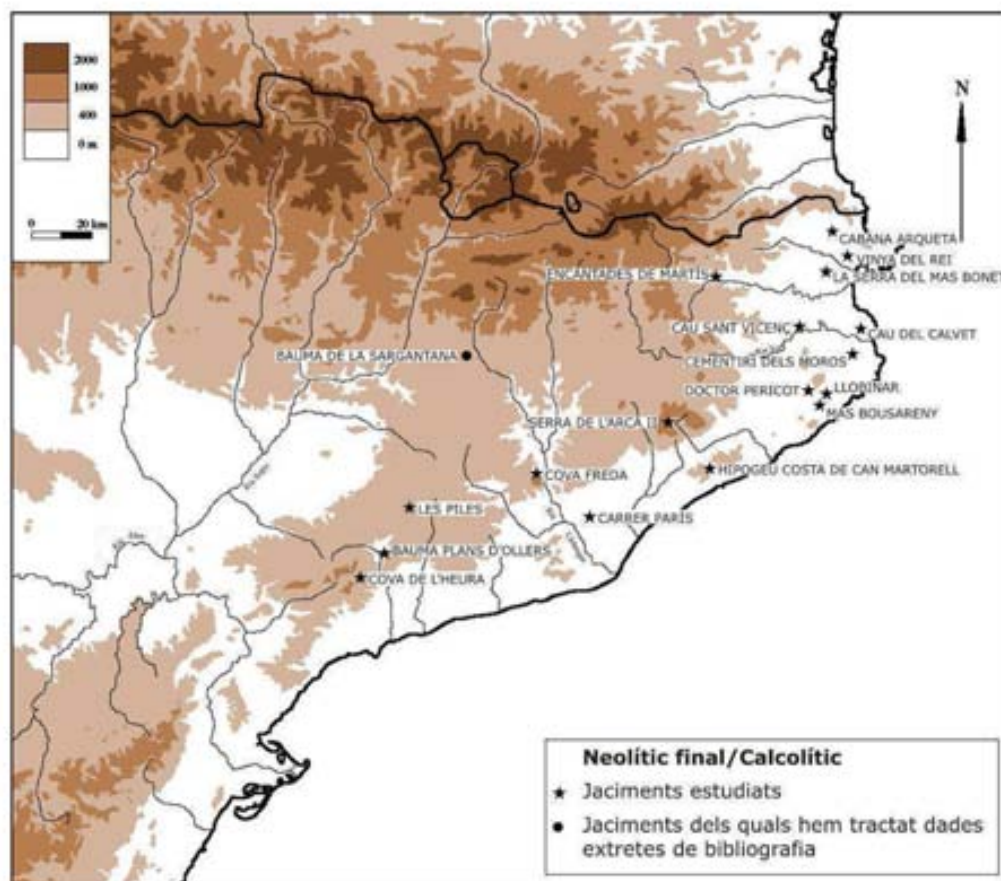 2000
1000
400
0 m.
0 20 km
N
CABANA ARQUETA
VINYA DEL REI
LA SERRA DEL MAS BONET
ENCANTADES DE MARTÍS
CAU SANT VICENÇ
CAU DEL CALVET
CEMENTIRI DELS MOROS
BAUMA DE LA SARGANTANA
DOCTOR PERICOT
LLOBINAR
MAS BOUSARENY
SERRA DE L'ARCA II
COVA FREDA
HIPOGEU COSTA DE CAN MARTORELL
LES PILES
CARRER PARÍS
BAUMA PLANS D'OLLERS
COVA DE L'HEURA
Neolític final/Calcolític
Jaciments estudiats
Jaciments dels quals hem tractat dades
extretes de bibliografia